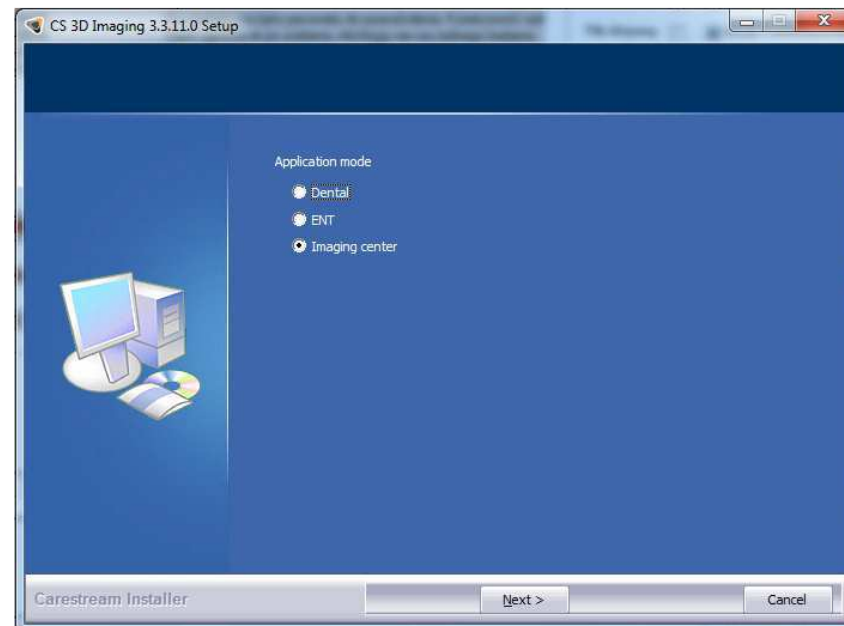 CS 3D Imaging 3.3.11.0 Setup
Application mode
Dental
ENT
Imaging center
Carestream Installer
Next >
Cancel